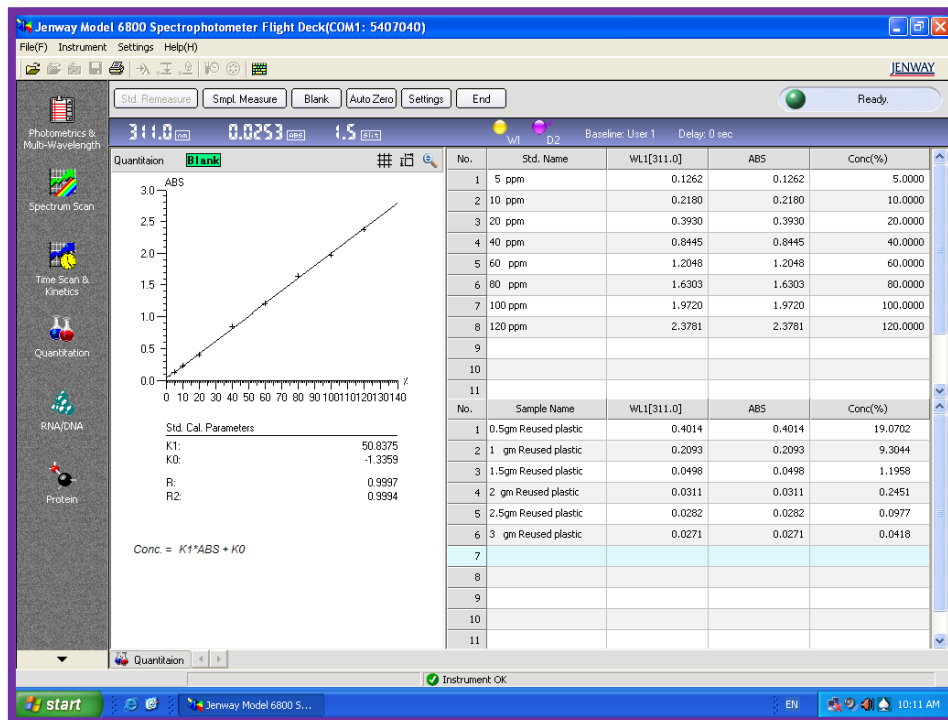 Jenway Model 6800 Spectrophotometer Flight Deck(COM1: 5407040)
File(F) Instrument Settings Help(H)
JENWAY
Std. Remeasure Smpl. Measure Blank Auto Zero Settings End Ready.
311.0 nm 0.0253 ABS 1.5 slit WI D2 Baseline: User 1 Delay: 0 sec
Photometrics &
Multi-Wavelength
Spectrum Scan
Time Scan &
Kinetics
Quantitation
RNA/DNA
Protein
Quantitaion Blank
ABS
3.0
2.5
2.0
1.5
1.0
0.5
0.0
%
0 10 20 30 40 50 60 70 80 90 100110120130140
Std. Cal. Parameters
K1: 50.8375
K0: -1.3359
R: 0.9997
R2: 0.9994
Conc. = K1*ABS + K0
No. Std. Name WL1[311.0] ABS Conc(%)
1 5 ppm 0.1262 0.1262 5.0000
2 10 ppm 0.2180 0.2180 10.0000
3 20 ppm 0.3930 0.3930 20.0000
4 40 ppm 0.8445 0.8445 40.0000
5 60 ppm 1.2048 1.2048 60.0000
6 80 ppm 1.6303 1.6303 80.0000
7 100 ppm 1.9720 1.9720 100.0000
8 120 ppm 2.3781 2.3781 120.0000
9
10
11
No. Sample Name WL1[311.0] ABS Conc(%)
1 0.5gm Reused plastic 0.4014 0.4014 19.0702
2 1 gm Reused plastic 0.2093 0.2093 9.3044
3 1.5gm Reused plastic 0.0498 0.0498 1.1958
4 2 gm Reused plastic 0.0311 0.0311 0.2451
5 2.5gm Reused plastic 0.0282 0.0282 0.0977
6 3 gm Reused plastic 0.0271 0.0271 0.0418
7
8
9
10
11
Quantitaion
Instrument OK
start Jenway Model 6800 S... EN 10:11 AM